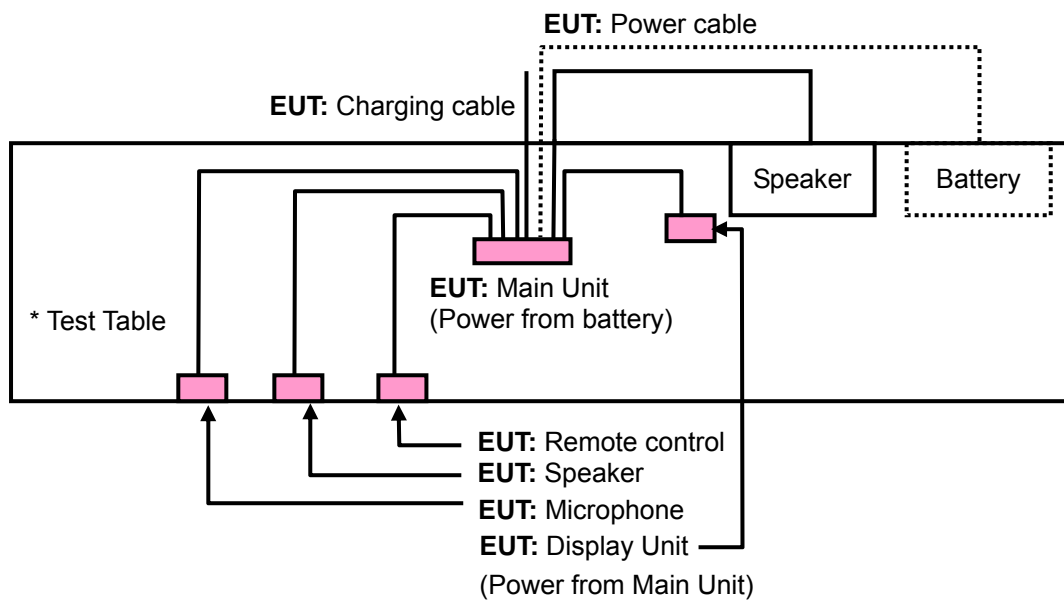 EUT: Power cable
EUT: Charging cable
Speaker
Battery
EUT: Main Unit
(Power from battery)
* Test Table
EUT: Remote control
EUT: Speaker
EUT: Microphone
EUT: Display Unit
(Power from Main Unit)